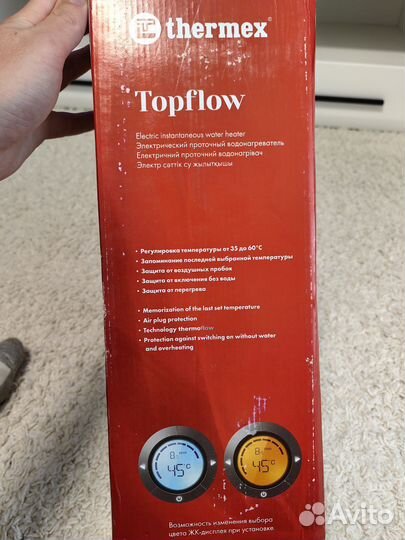 thermex
Topflow
Electric instantaneous water heater
Электрический проточный водонагреватель
Електричний проточний водонагрівач
Электр сәттік су жылытқышы
• Регулировка температуры от 35 до 60°C
• Запоминание последней выбранной температуры
• Защита от воздушных пробок
• Защита от включения без воды
• Защита от перегрева
• Memorization of the last set temperature
• Air plug protection
• Technology thermoflow
• Protection against switching on without water
and overheating
45°C 45°C
Возможность изменения выбора
цвета ЖК-дисплея при установке
Avito